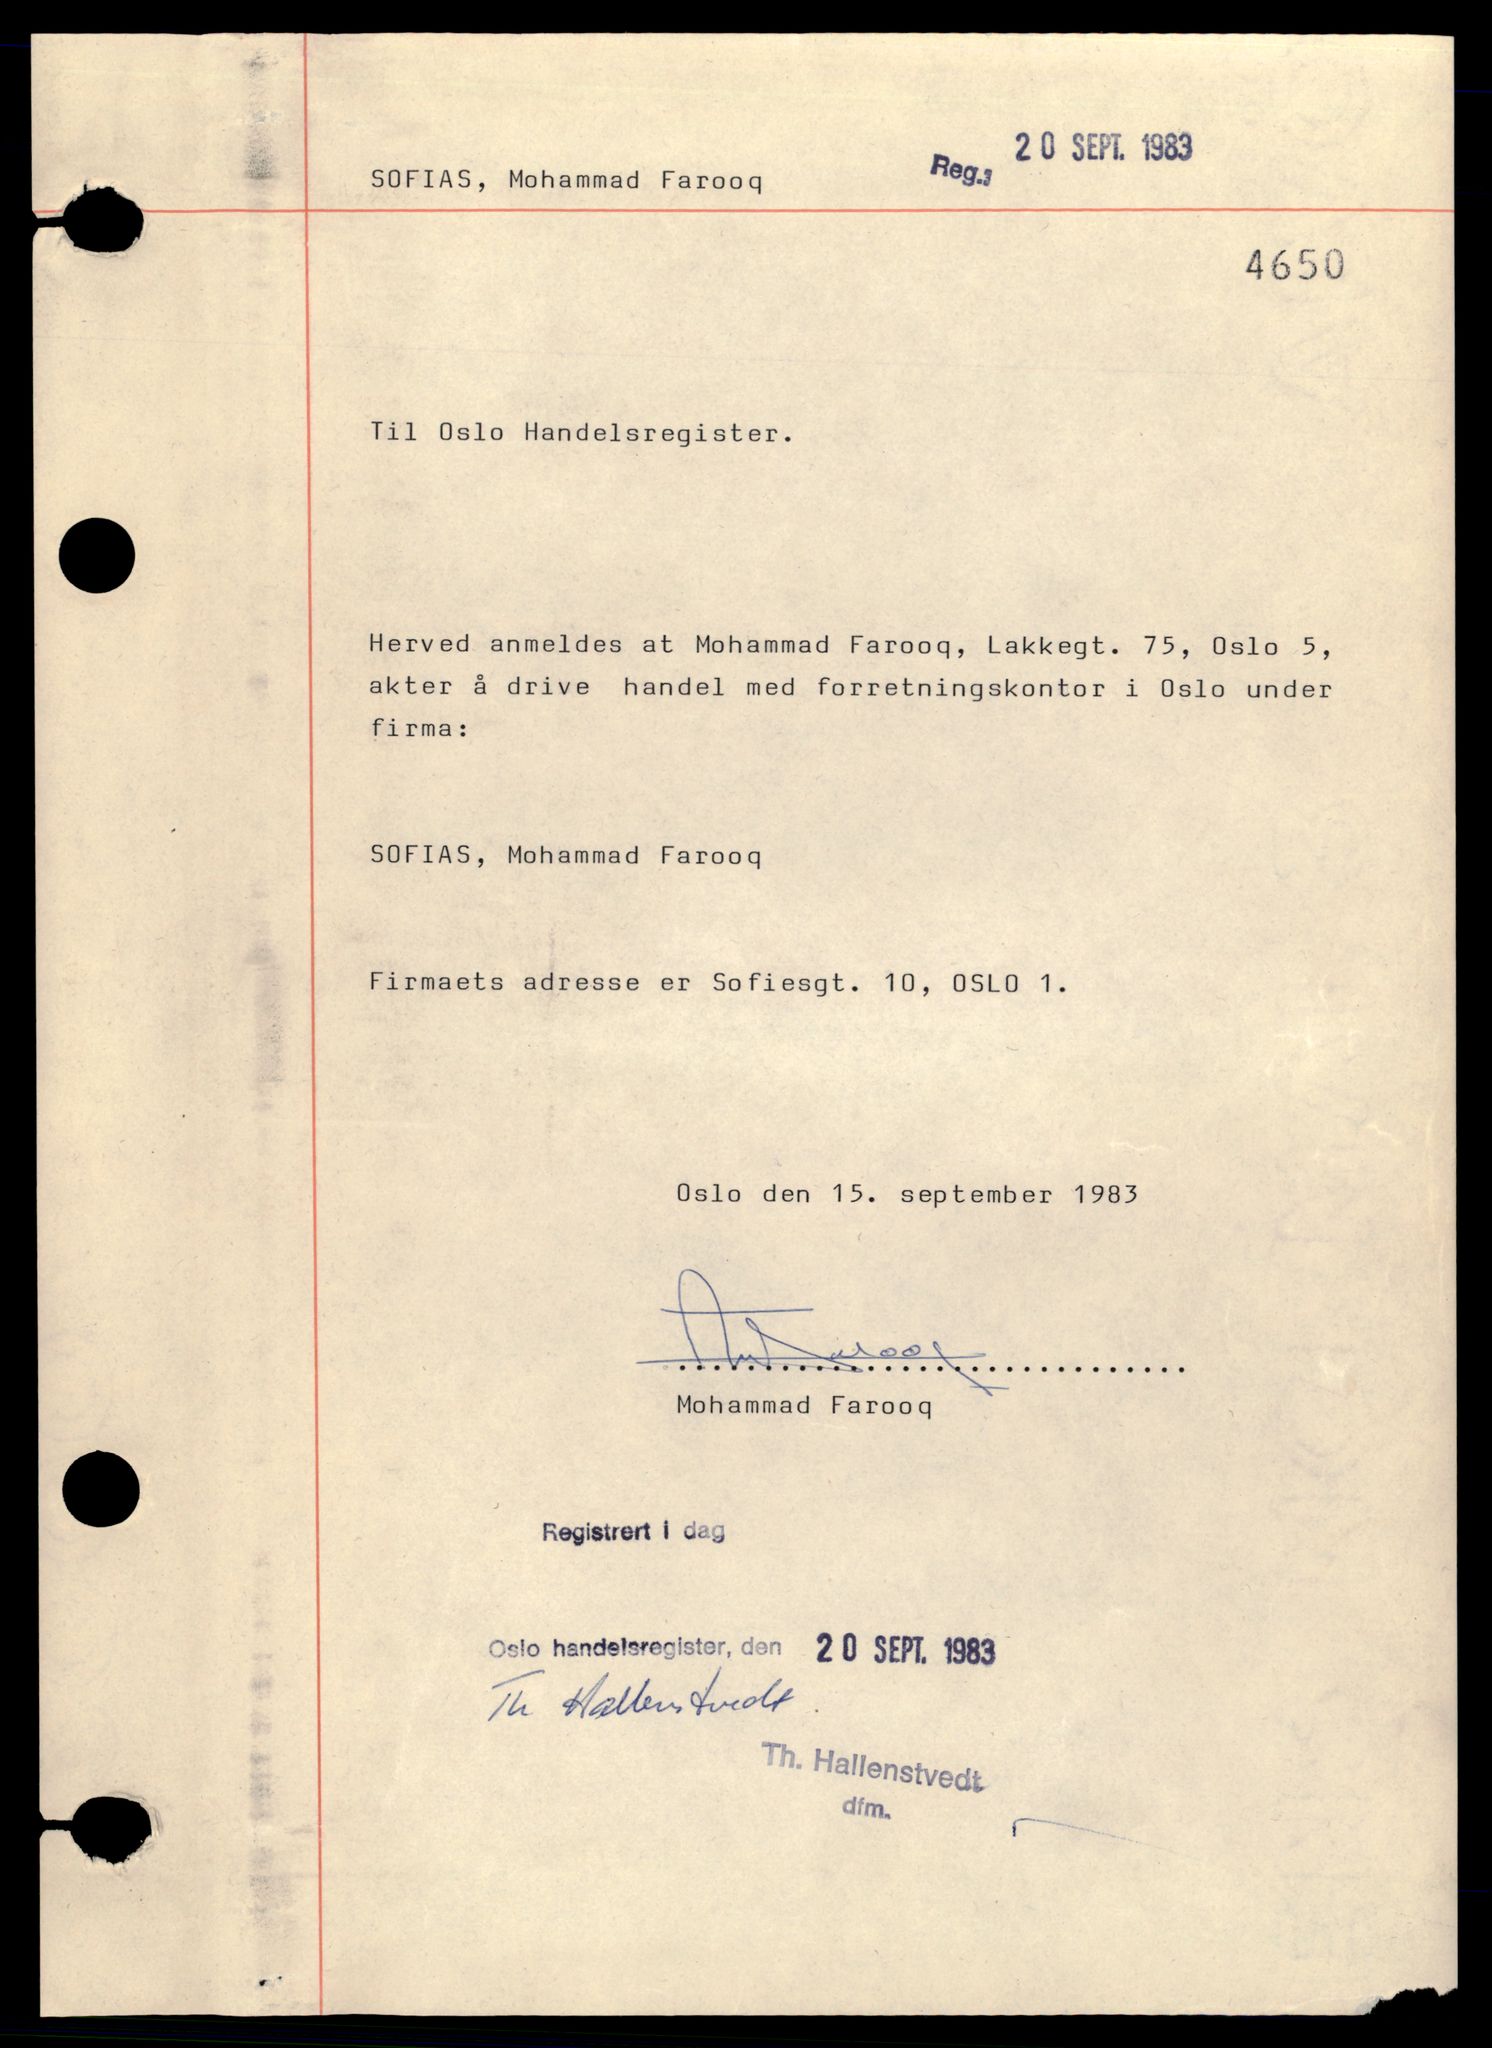 SOFIAS, Mohammad Farooq
Reg.: 20 SEPT. 1983
4650
Til Oslo Handelsregister.
Herved anmeldes at Mohammad Farooq, Lakkegt. 75, Oslo 5,
akter å drive handel med forretningskontor i Oslo under
firma:
SOFIAS, Mohammad Farooq
Firmaets adresse er Sofiesgt. 10, OSLO 1.
Oslo den 15. september 1983
Farooq
Mohammad Farooq
Registrert i dag
Oslo handelsregister, den 20 SEPT. 1983
Th Hallenstvedt
Th. Hallenstvedt
dfm.